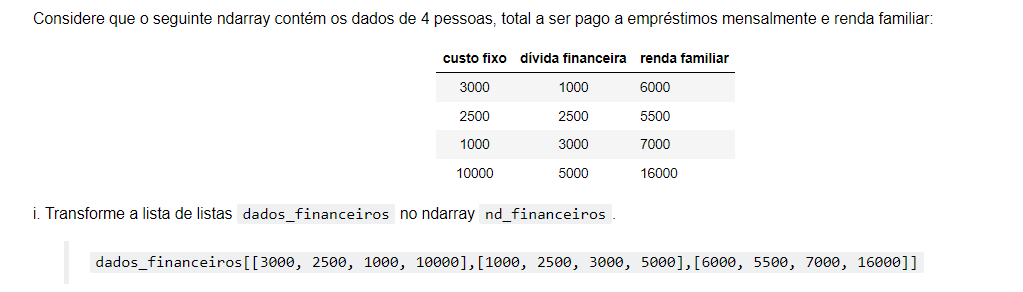 Considere que o seguinte ndarray contém os dados de 4 pessoas, total a ser pago a empréstimos mensalmente e renda familiar:
custo fixo dívida financeira renda familiar
3000 1000 6000
2500 2500 5500
1000 3000 7000
10000 5000 16000
i. Transforme a lista de listas dados_financeiros no ndarray nd_financeiros .
dados_financeiros[[3000, 2500, 1000, 10000],[1000, 2500, 3000, 5000],[6000, 5500, 7000, 16000]]